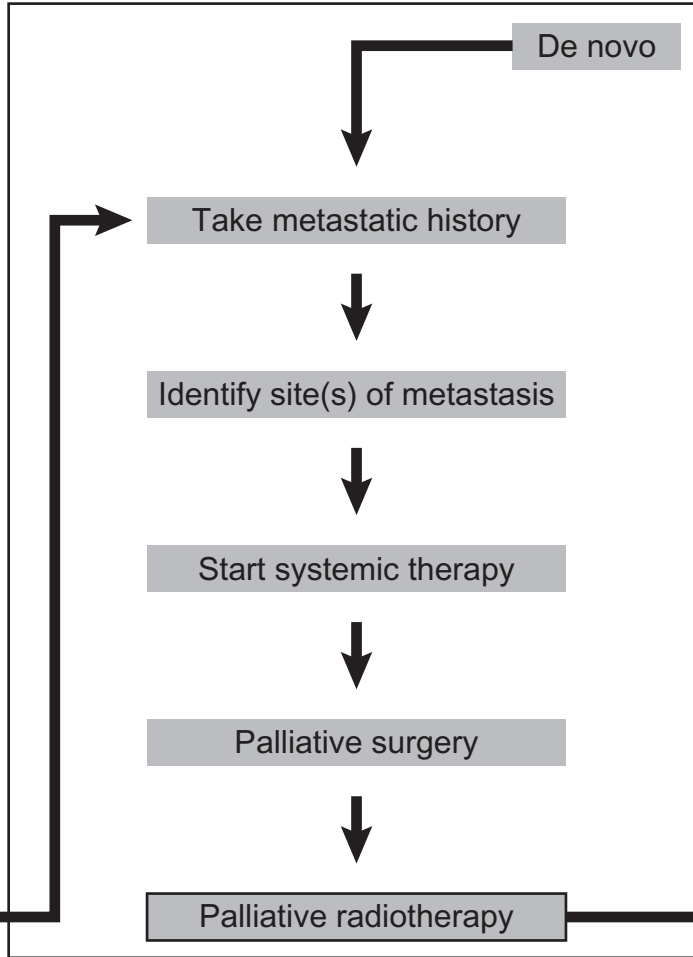 De novo
Take metastatic history
Identify site(s) of metastasis
Start systemic therapy
Palliative surgery
Palliative radiotherapy